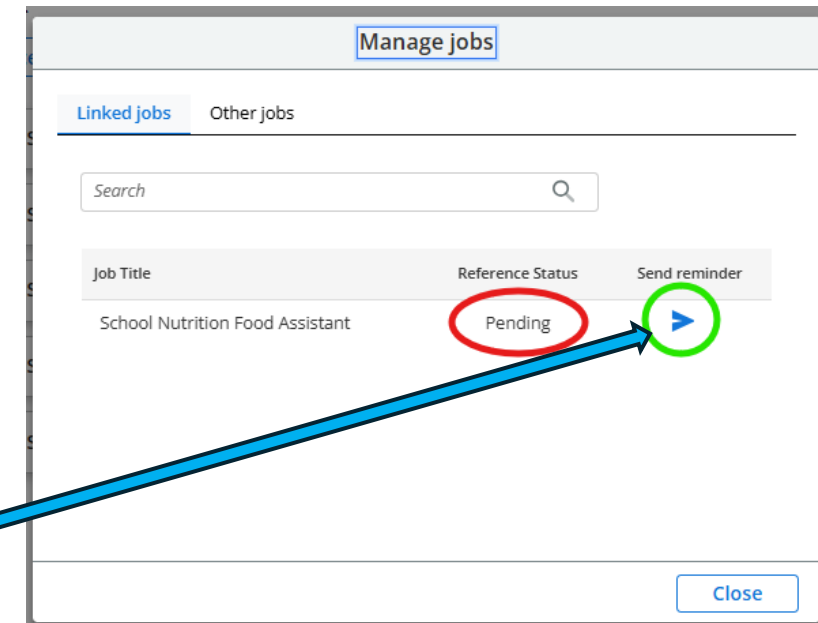 Manage jobs
Linked jobs Other jobs
Search
Job Title Reference Status Send reminder
School Nutrition Food Assistant Pending
Close